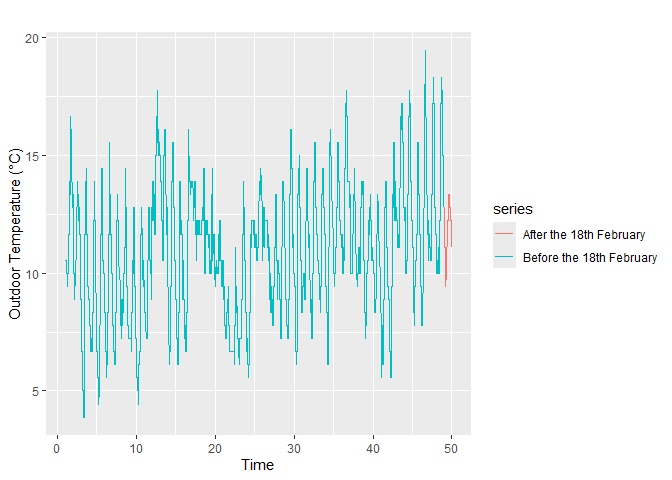 20
15
10
5
Outdoor Temperature (°C)
0
10
20
30
40
50
Time
series
After the 18th February
Before the 18th February